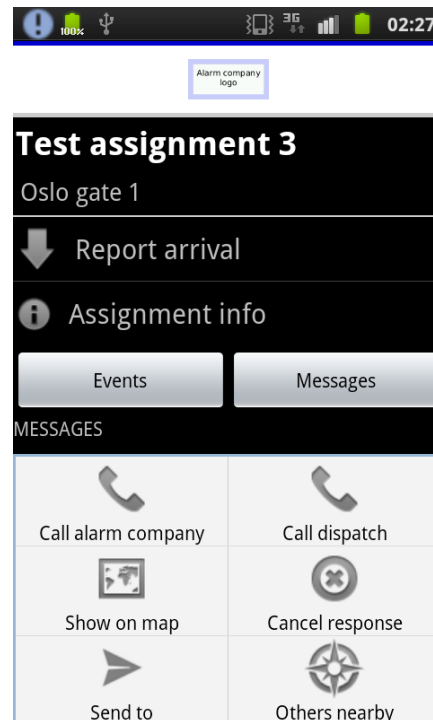 100%
3G
02:27
Alarm company
logo
Test assignment 3
Oslo gate 1
Report arrival
Assignment info
Events Messages
MESSAGES
Call alarm company Call dispatch
Show on map Cancel response
Send to Others nearby